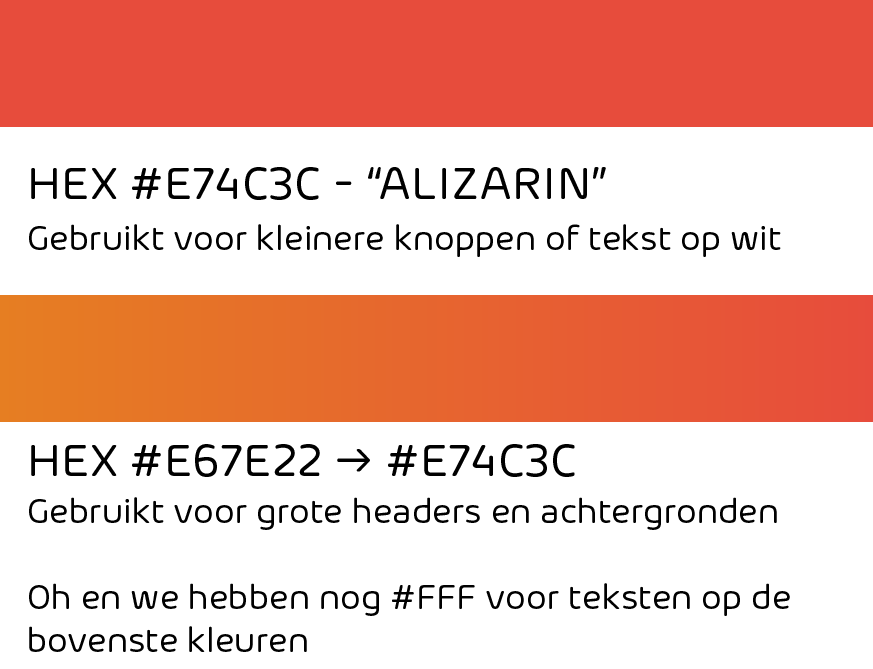 HEX #E74C3C - “ALIZARIN”
Gebruikt voor kleinere knoppen of tekst op wit
HEX #E67E22 → #E74C3C
Gebruikt voor grote headers en achtergronden
Oh en we hebben nog #FFF voor teksten op de
bovenste kleuren